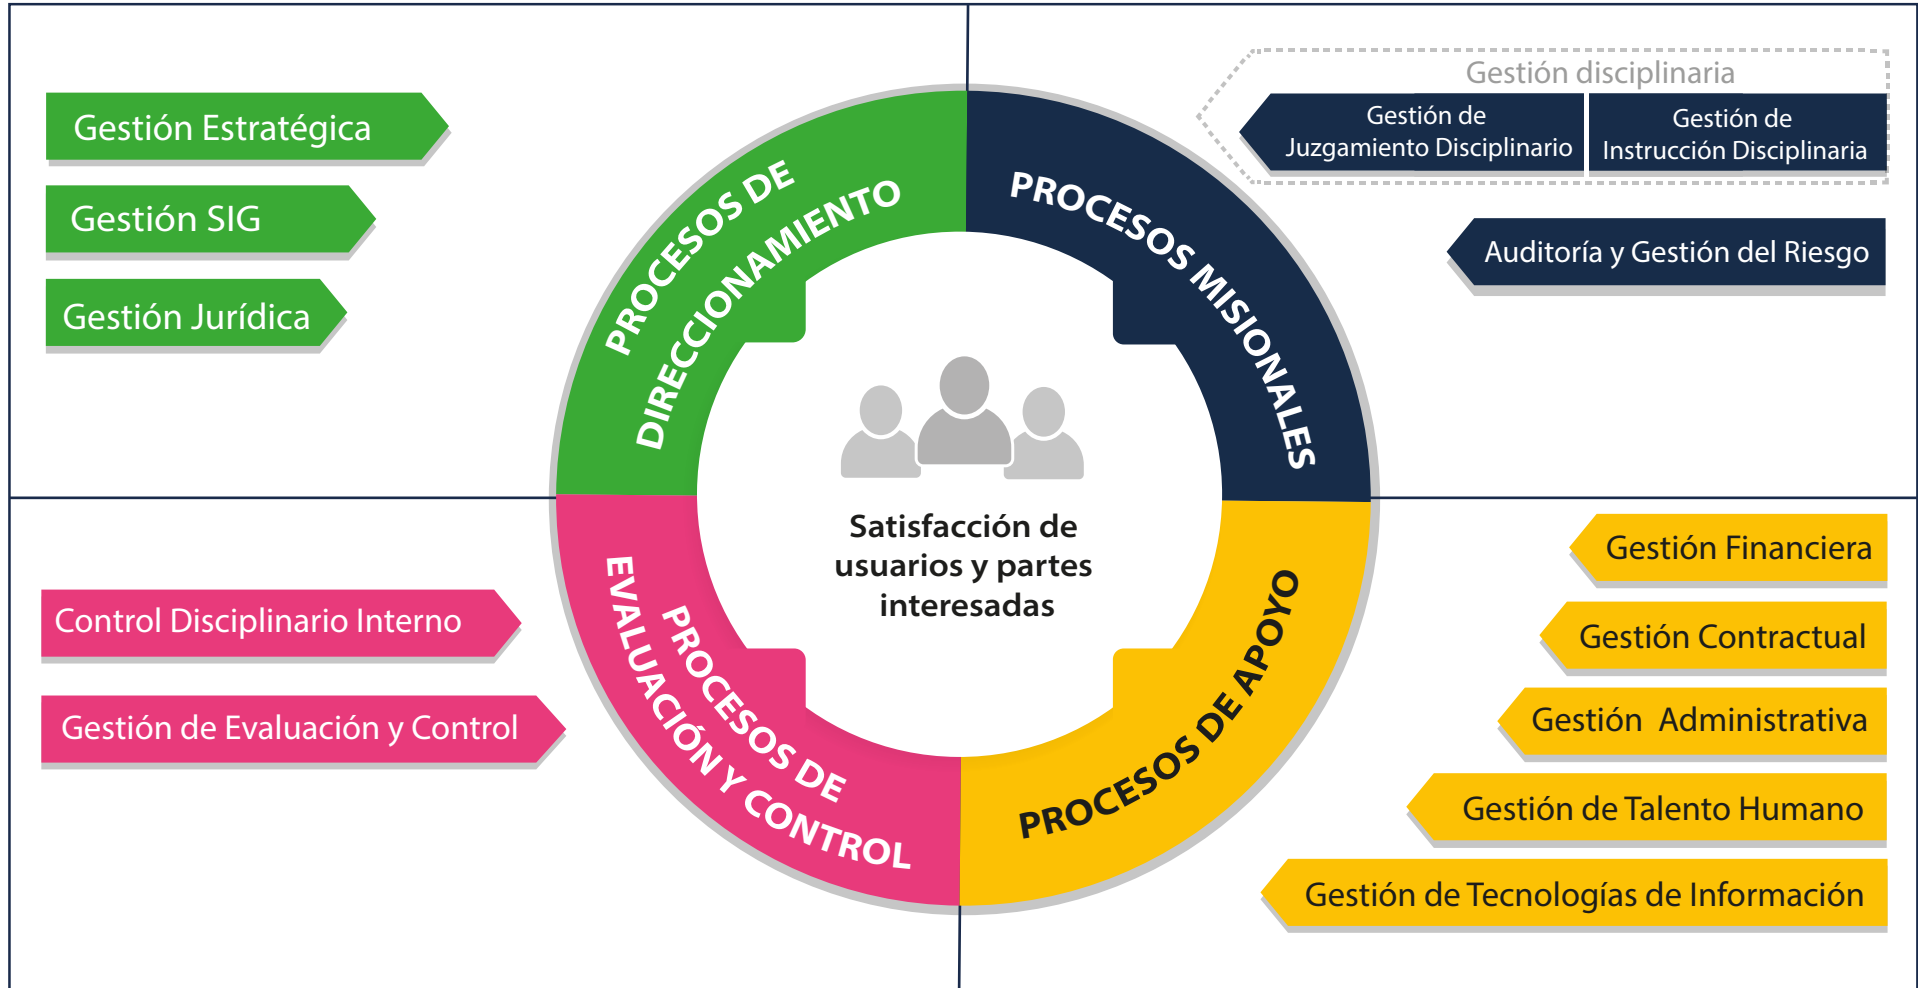 Gestión Estratégica
Gestión SIG
Gestión Jurídica
PROCESOS DE
DIRECCIONAMIENTO
PROCESOS MISIONALES
Gestión disciplinaria
Gestión de
Juzgamiento Disciplinario
Gestión de
Instrucción Disciplinaria
Auditoría y Gestión del Riesgo
Satisfacción de
usuarios y partes
interesadas
Control Disciplinario Interno
Gestión de Evaluación y Control
PROCESOS DE
EVALUACIÓN Y CONTROL
PROCESOS DE APOYO
Gestión Financiera
Gestión Contractual
Gestión Administrativa
Gestión de Talento Humano
Gestión de Tecnologías de Información